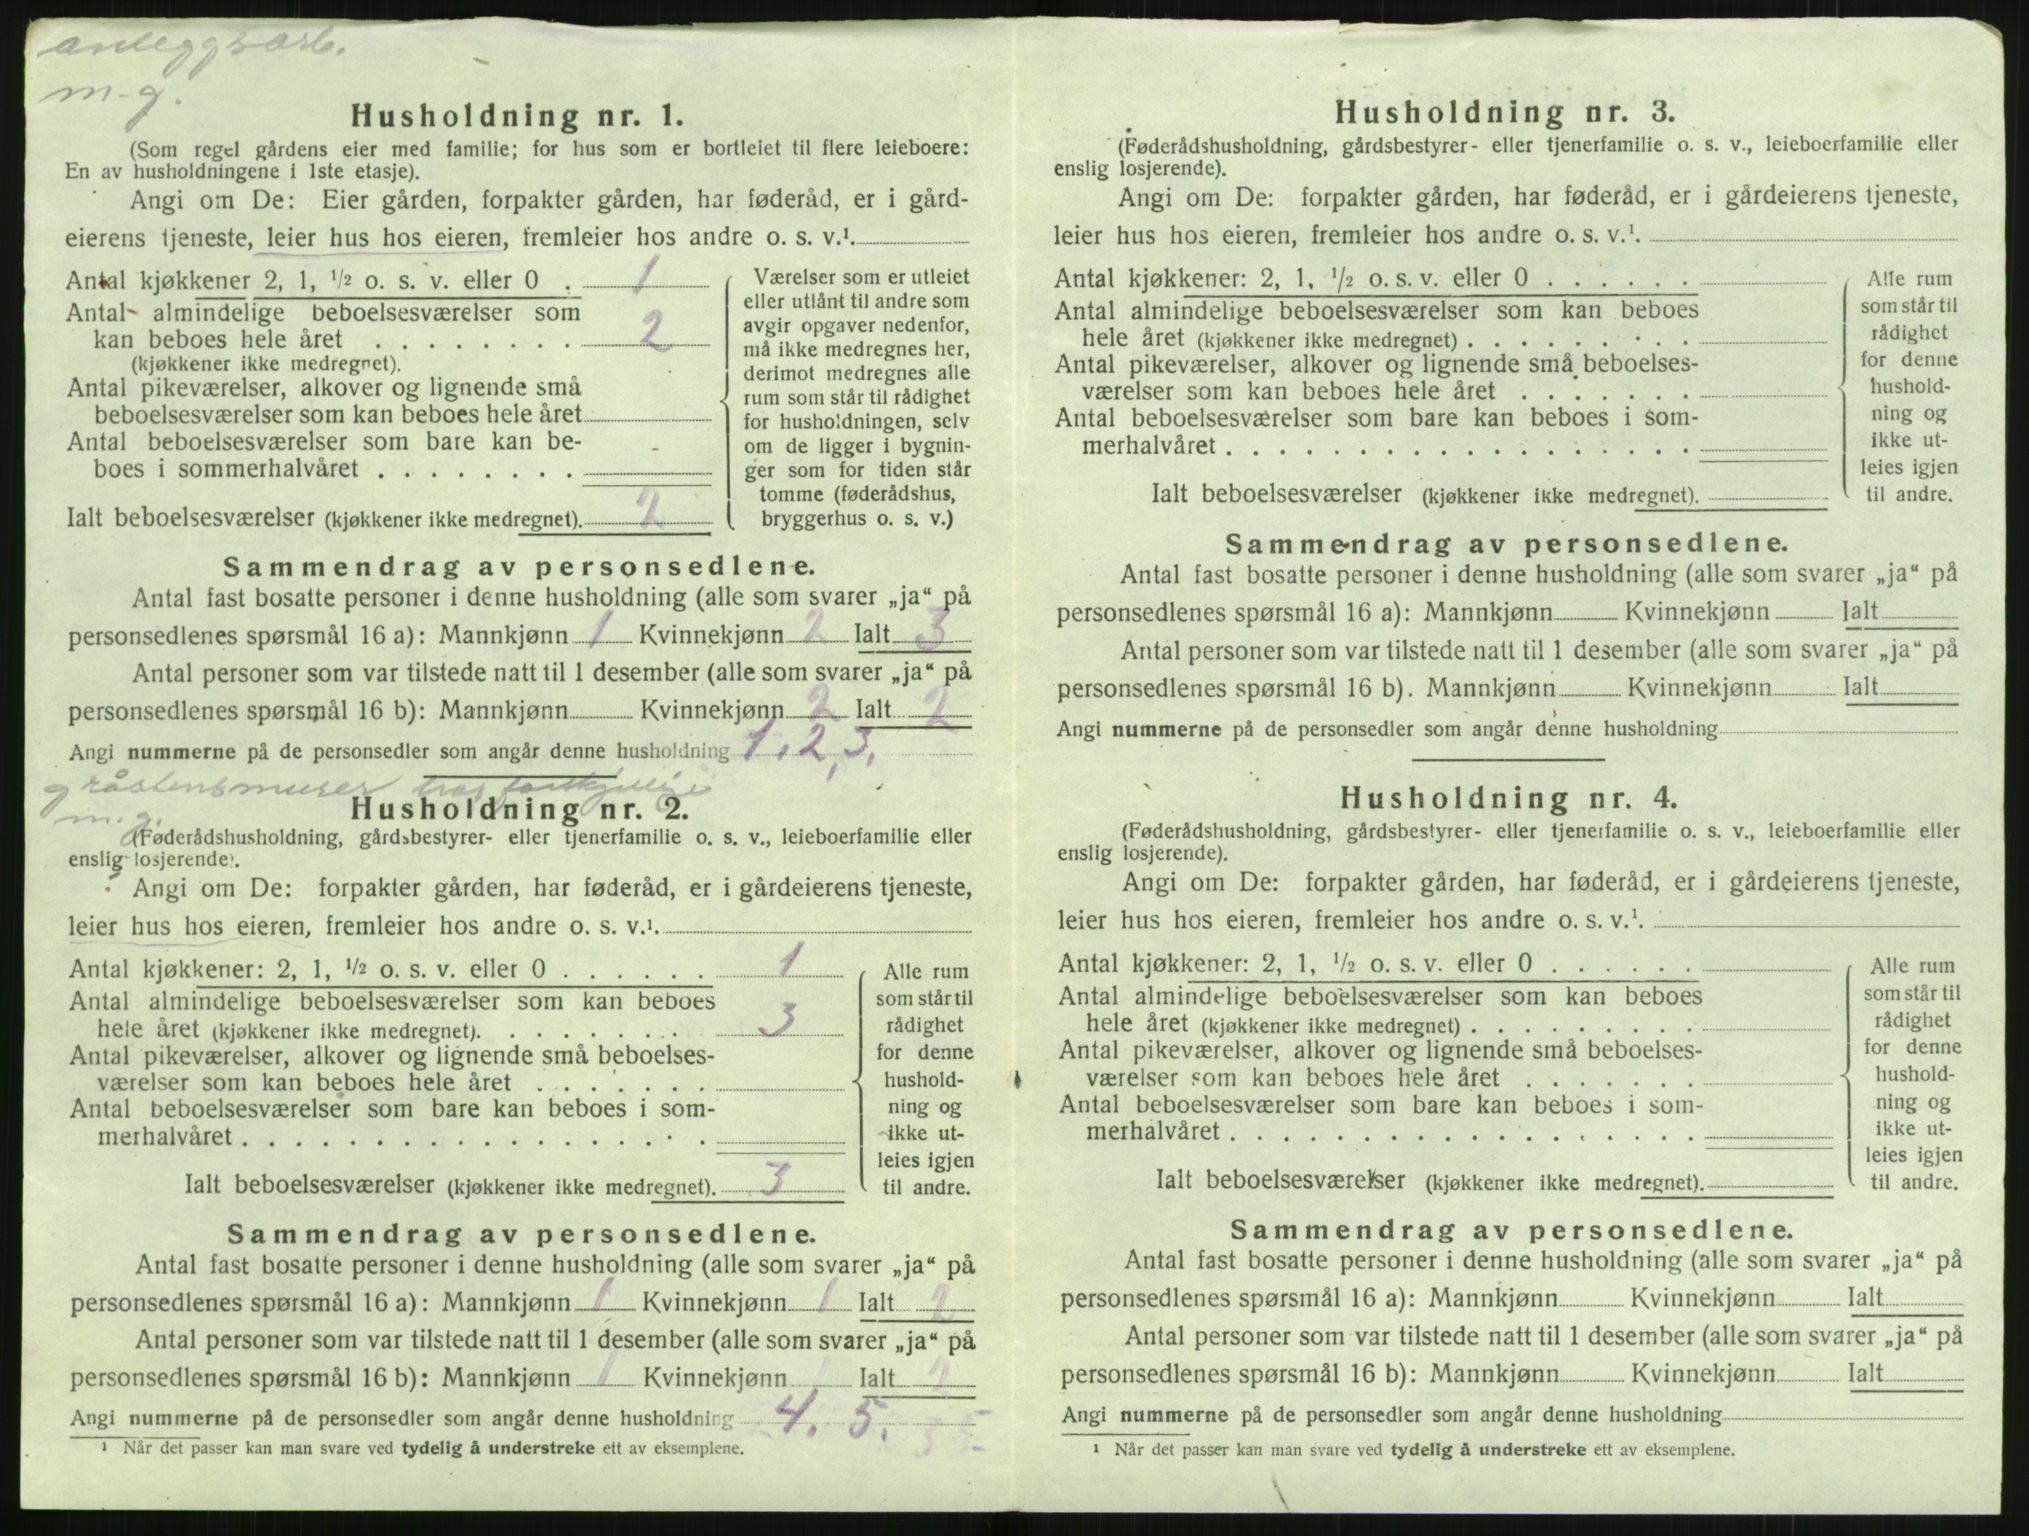 anleggsarb.
m-g.
Husholdning nr. 1.
(Som regel gårdens eier med familie; for hus som er bortleiet til flere leieboere:
En av husholdningene i 1ste etasje).
Angi om De: Eier gården, forpakter gården, har føderåd, er i gård-
eierens tjeneste, leier hus hos eieren, fremleier hos andre o. s. v.¹.
Antal kjøkkener 2, 1, ½ o. s. v. eller 0 . 1
Antal almindelige beboelsesværelser som
kan beboes hele året . . . . . . . . 2
(kjøkkener ikke medregnet).
Antal pikeværelser, alkover og lignende små
beboelsesværelser som kan beboes hele året
Antal beboelsesværelser som bare kan be-
boes i sommerhalvåret . . . . . . . .
Ialt beboelsesværelser (kjøkkener ikke medregnet). 2
Værelser som er utleiet
eller utlånt til andre som
avgir opgaver nedenfor,
må ikke medregnes her,
derimot medregnes alle
rum som står til rådighet
for husholdningen, selv
om de ligger i bygnin-
ger som for tiden står
tomme (føderådshus,
bryggerhus o. s. v.)
Sammendrag av personsedlene.
Antal fast bosatte personer i denne husholdning (alle som svarer „ja“ på
personsedlenes spørsmål 16 a): Mannkjønn 1 Kvinnekjønn 2 Ialt 3
Antal personer som var tilstede natt til 1 desember (alle som svarer „ja“ på
personsedlenes spørsmål 16 b): Mannkjønn Kvinnekjønn 2 Ialt 2
Angi nummerne på de personsedler som angår denne husholdning 1. 2, 3.
gråstensmurer
m.g.
Husholdning nr. 2.
(Føderådshusholdning, gårdsbestyrer- eller tjenerfamilie o. s. v., leieboerfamilie eller
enslig losjerende).
Angi om De: forpakter gården, har føderåd, er i gårdeierens tjeneste,
leier hus hos eieren, fremleier hos andre o. s. v.¹.
Antal kjøkkener: 2, 1, ½ o. s. v. eller 0 . . . . . . 1
Antal almindelige beboelsesværelser som kan beboes
hele året (kjøkkener ikke medregnet). . . . . . . . 3
Antal pikeværelser, alkover og lignende små beboelses-
værelser som kan beboes hele året . . . . . . .
Antal beboelsesværelser som bare kan beboes i som-
merhalvåret . . . . . . . . . . . . . . . . . .
Ialt beboelsesværelser (kjøkkener ikke medregnet). 3
Alle rum
som står til
rådighet
for denne
hushold-
ning og
ikke ut-
leies igjen
til andre.
Sammendrag av personsedlene.
Antal fast bosatte personer i denne husholdning (alle som svarer „ja“ på
personsedlenes spørsmål 16 a): Mannkjønn 1 Kvinnekjønn 1 Ialt 2
Antal personer som var tilstede natt til 1 desember (alle som svarer „ja“ på
personsedlenes spørsmål 16 b): Mannkjønn 1 Kvinnekjønn 1 Ialt 2
Angi nummerne på de personsedler som angår denne husholdning 4. 5.
¹ Når det passer kan man svare ved tydelig å understreke ett av eksemplene.
Husholdning nr. 3.
(Føderådshusholdning, gårdsbestyrer- eller tjenerfamilie o. s. v., leieboerfamilie eller
enslig losjerende).
Angi om De: forpakter gården, har føderåd, er i gårdeierens tjeneste,
leier hus hos eieren, fremleier hos andre o. s. v.¹.
Antal kjøkkener: 2, 1, ½ o. s. v. eller 0 . . . . . .
Antal almindelige beboelsesværelser som kan beboes
hele året (kjøkkener ikke medregnet) . . . . . . . . .
Antal pikeværelser, alkover og lignende små beboelses-
værelser som kan beboes hele året . . . . . . .
Antal beboelsesværelser som bare kan beboes i som-
merhalvåret . . . . . . . . . . . . . . . . . .
Ialt beboelsesværelser (kjøkkener ikke medregnet).
Alle rum
som står til
rådighet
for denne
hushold-
ning og
ikke ut-
leies igjen
til andre.
Sammendrag av personsedlene.
Antal fast bosatte personer i denne husholdning (alle som svarer „ja“ på
personsedlenes spørsmål 16 a): Mannkjønn Kvinnekjønn Ialt
Antal personer som var tilstede natt til 1 desember (alle som svarer „ja“ på
personsedlenes spørsmål 16 b). Mannkjønn Kvinnekjønn Ialt
Angi nummerne på de personsedler som angår denne husholdning
Husholdning nr. 4.
(Føderådshusholdning, gårdsbestyrer- eller tjenerfamilie o. s. v., leieboerfamilie eller
enslig losjerende).
Angi om De: forpakter gården, har føderåd, er i gårdeierens tjeneste,
leier hus hos eieren, fremleier hos andre o. s. v.¹.
Antal kjøkkener: 2, 1, ½ o. s. v. eller 0 . . . . . .
Antal almindelige beboelsesværelser som kan beboes
hele året (kjøkkener ikke medregnet) . . . . . . . . .
Antal pikeværelser, alkover og lignende små beboelses-
værelser som kan beboes hele året . . . . . . .
Antal beboelsesværelser som bare kan beboes i som-
merhalvåret . . . . . . . . . . . . . . . . . .
Ialt beboelsesværelser (kjøkkener ikke medregnet).
Alle rum
som står til
rådighet
for denne
hushold-
ning og
ikke ut-
leies igjen
til andre.
Sammendrag av personsedlene.
Antal fast bosatte personer i denne husholdning (alle som svarer „ja“ på
personsedlenes spørsmål 16 a): Mannkjønn Kvinnekjønn Ialt
Antal personer som var tilstede natt til 1 desember (alle som svarer „ja“ på
personsedlenes spørsmål 16 b): Mannkjønn Kvinnekjønn Ialt
Angi nummerne på de personsedler som angår denne husholdning
¹ Når det passer kan man svare ved tydelig å understreke ett av eksemplene.